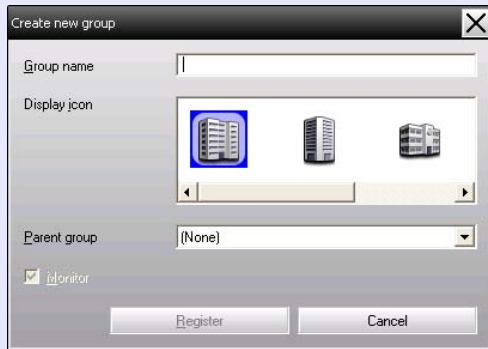 Create new group
Group name
Display icon
Parent group
(None)
Monitor
Register
Cancel